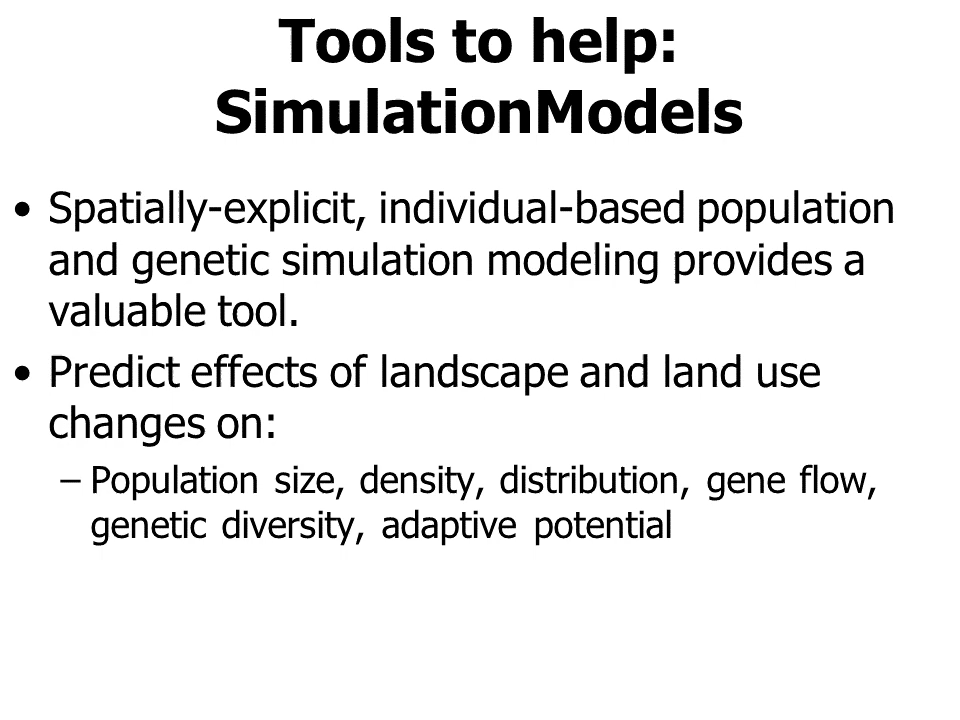 Tools to help:
SimulationModels
• Spatially-explicit, individual-based population
and genetic simulation modeling provides a
valuable tool.
• Predict effects of landscape and land use
changes on:
– Population size, density, distribution, gene flow,
genetic diversity, adaptive potential